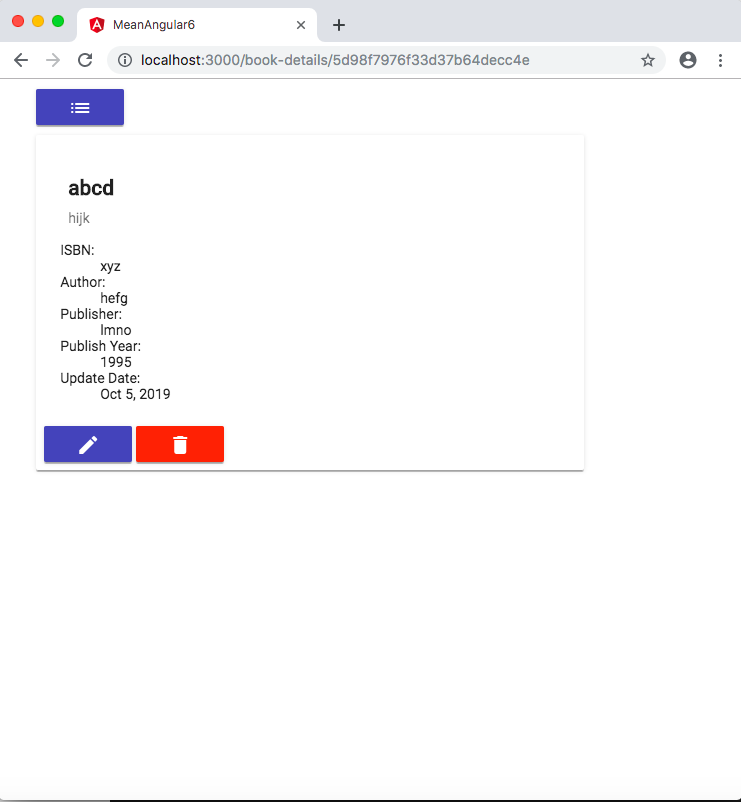 MeanAngular6
localhost:3000/book-details/5d98f7976f33d37b64decc4e
abcd
hijk
ISBN:
xyz
Author:
hefg
Publisher:
lmno
Publish Year:
1995
Update Date:
Oct 5, 2019